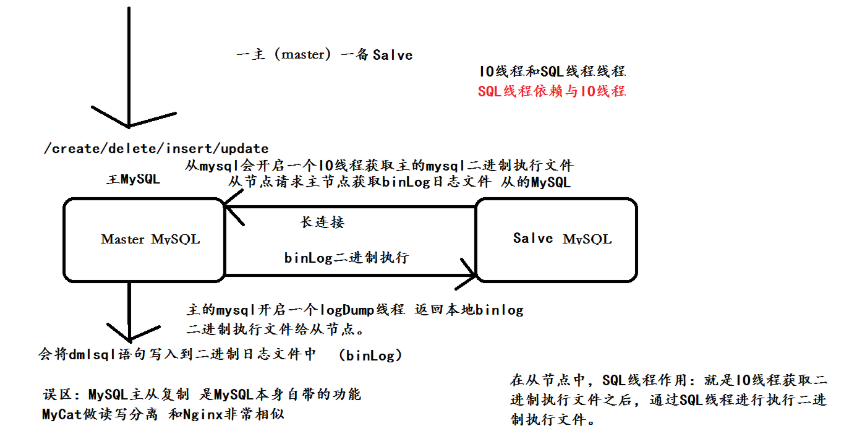 一主（master）一备Salve
IO线程和SQL线程线程
SQL线程依赖与IO线程
/create/delete/insert/update
从mysql会开启一个IO线程获取主的mysql二进制执行文件
主MySQL
从节点请求主节点获取binLog日志文件 从的MySQL
长连接
Master MySQL
Salve MySQL
binLog二进制执行
主的mysql开启一个logDump线程 返回本地binlog
二进制执行文件给从节点。
会将dmlsql语句写入到二进制日志文件中 （binLog）
误区：MySQL主从复制 是MySQL本身自带的功能
MyCat做读写分离 和Nginx非常相似
在从节点中，SQL线程作用：就是IO线程获取二
进制执行文件之后，通过SQL线程进行执行二进
制执行文件。